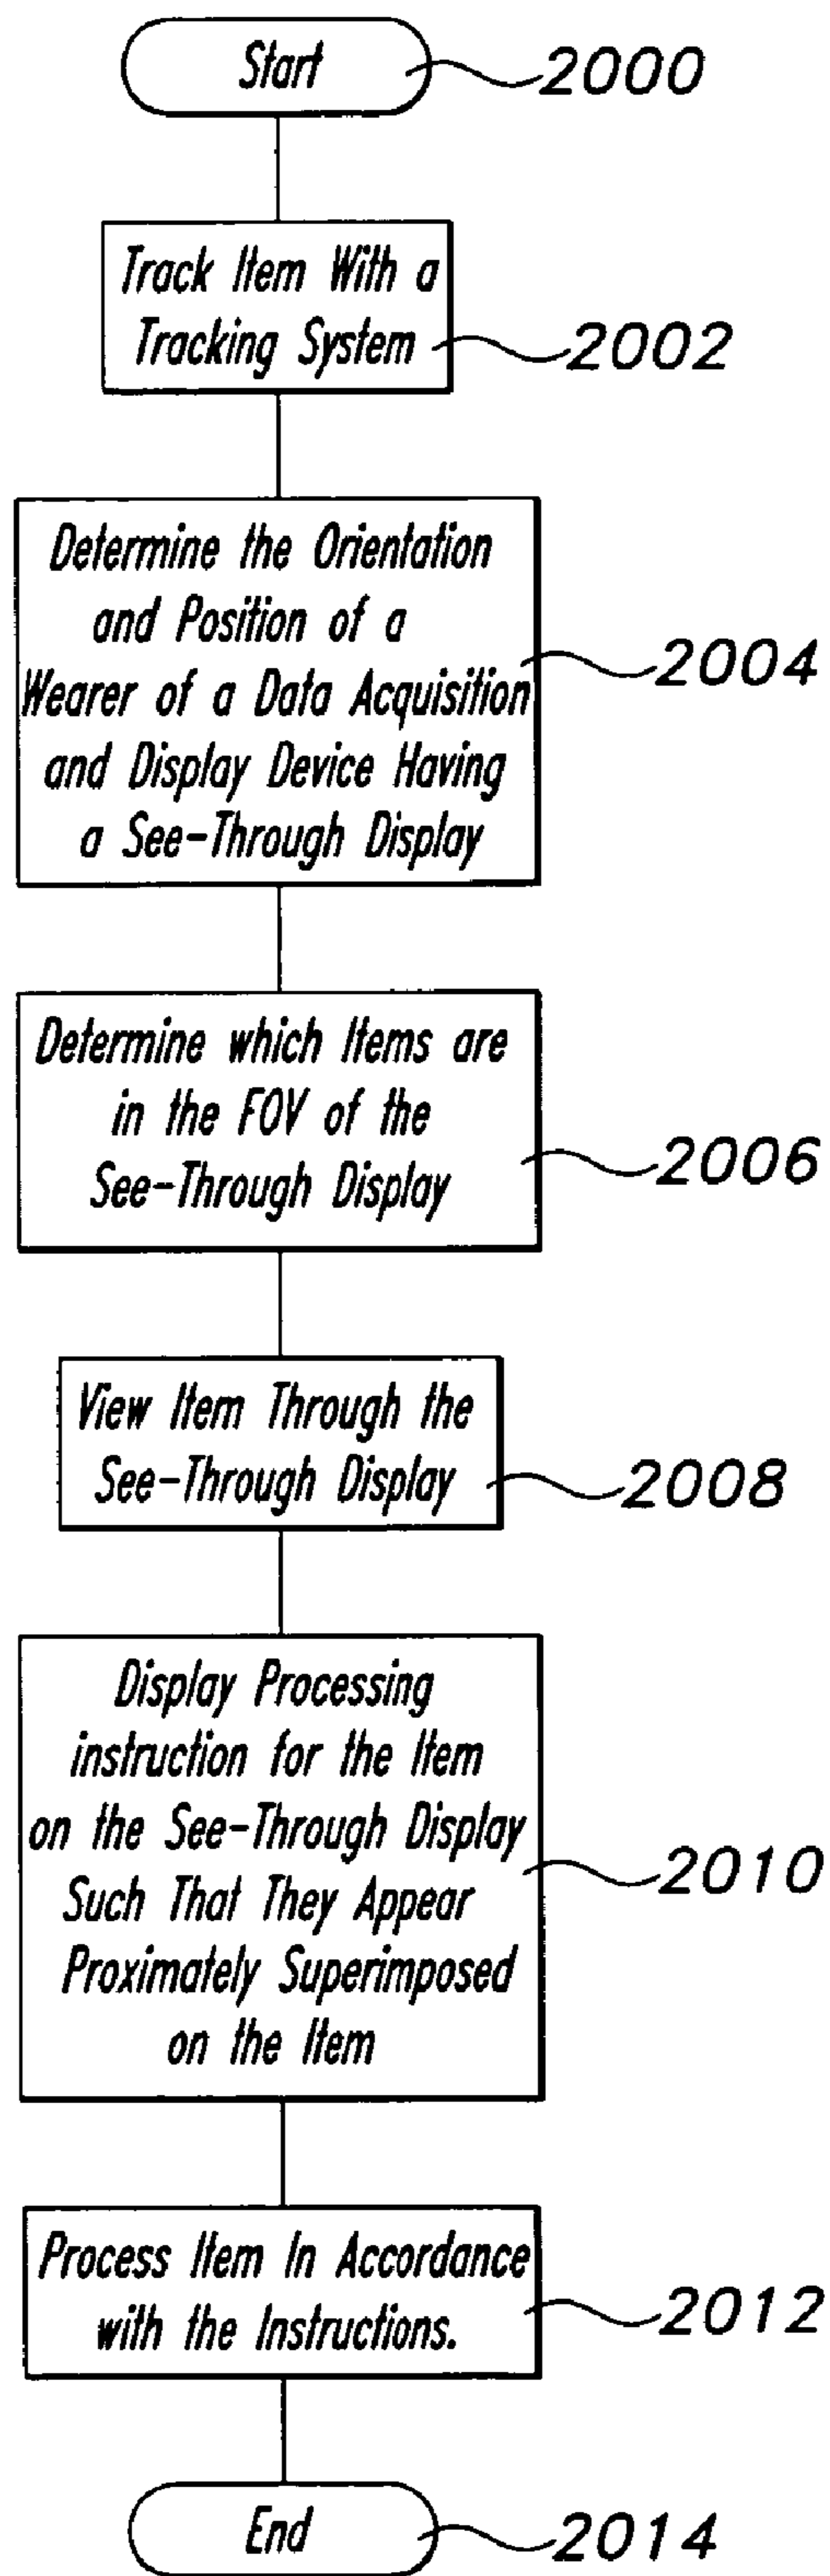 Start
2000
Track Item With a
Tracking System
2002
Determine the Orientation
and Position of a
Wearer of a Data Acquisition
and Display Device Having
a See-Through Display
2004
Determine which Items are
in the FOV of the
See-Through Display
2006
View Item Through the
See-Through Display
2008
Display Processing
instruction for the Item
on the See-Through Display
Such That They Appear
Proximately Superimposed
on the Item
2010
Process Item In Accordance
with the Instructions.
2012
End
2014